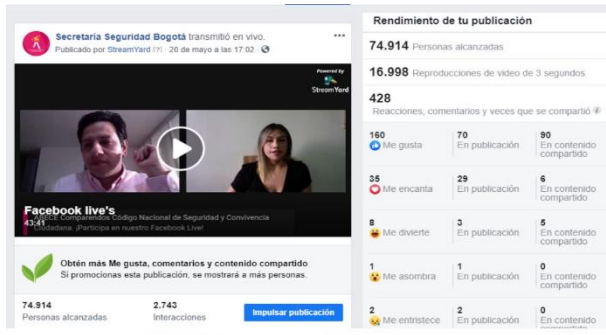 Secretaría Seguridad Bogotá transmitió en vivo.
Publicado por StreamYard [?] · 20 de mayo a las 17:02 ·
Powered by
StreamYard
Facebook live's
ABECE Comparendos Código Nacional de Seguridad y Convivencia
43:41
Ciudadana. ¡Participa en nuestro Facebook Live!
Obtén más Me gusta, comentarios y contenido compartido
Si promocionas esta publicación, se mostrará a más personas.
74.914
Personas alcanzadas
2.743
Interacciones
Impulsar publicación
Rendimiento de tu publicación
74.914 Personas alcanzadas
16.998 Reproducciones de video de 3 segundos
428
Reacciones, comentarios y veces que se compartió
160
Me gusta
70
En publicación
90
En contenido
compartido
35
Me encanta
29
En publicación
6
En contenido
compartido
8
Me divierte
3
En publicación
5
En contenido
compartido
1
Me asombra
1
En publicación
0
En contenido
compartido
2
Me entristece
2
En publicación
0
En contenido